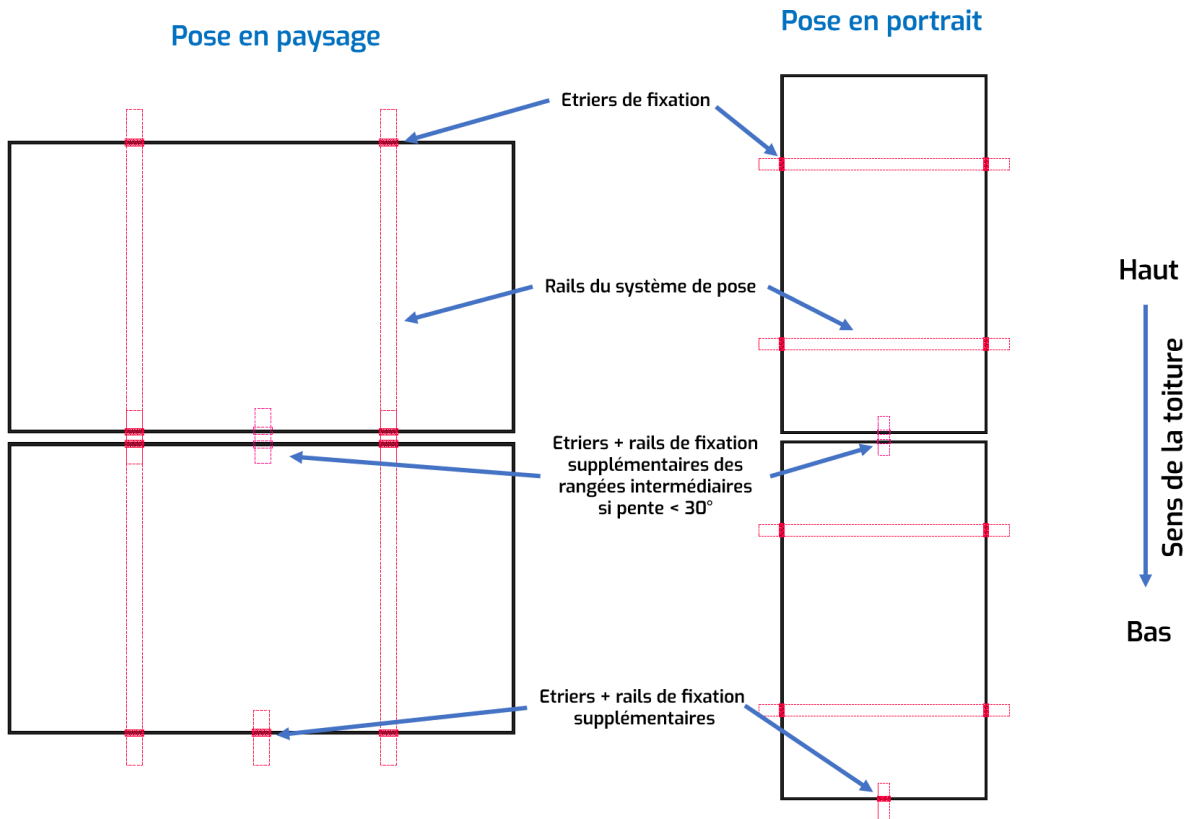 Pose en paysage
Pose en portrait
Etriers de fixation
Rails du système de pose
Etriers + rails de fixation
supplémentaires des
rangées intermédiaires
si pente < 30°
Etriers + rails de fixation
supplémentaires
Haut
Sens de la toiture
Bas